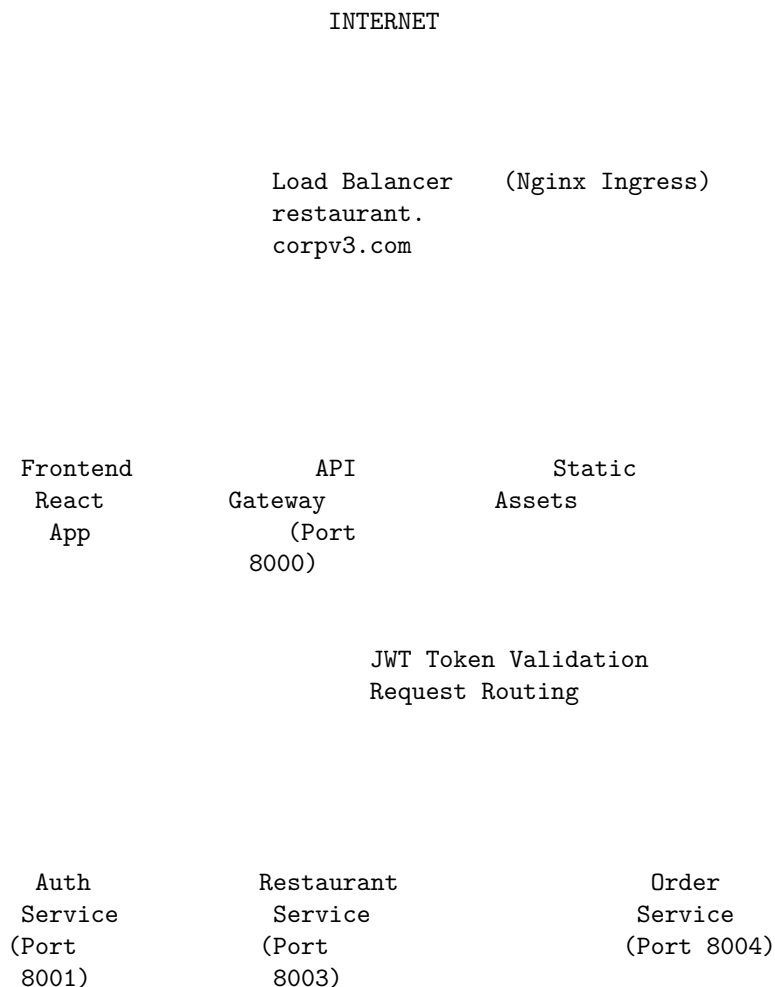 INTERNET
Load Balancer (Nginx Ingress)
restaurant.
corpv3.com
Frontend API Static
React Gateway Assets
App (Port
8000)
JWT Token Validation
Request Routing
Auth Restaurant Order
Service Service Service
(Port (Port (Port 8004)
8001) 8003)